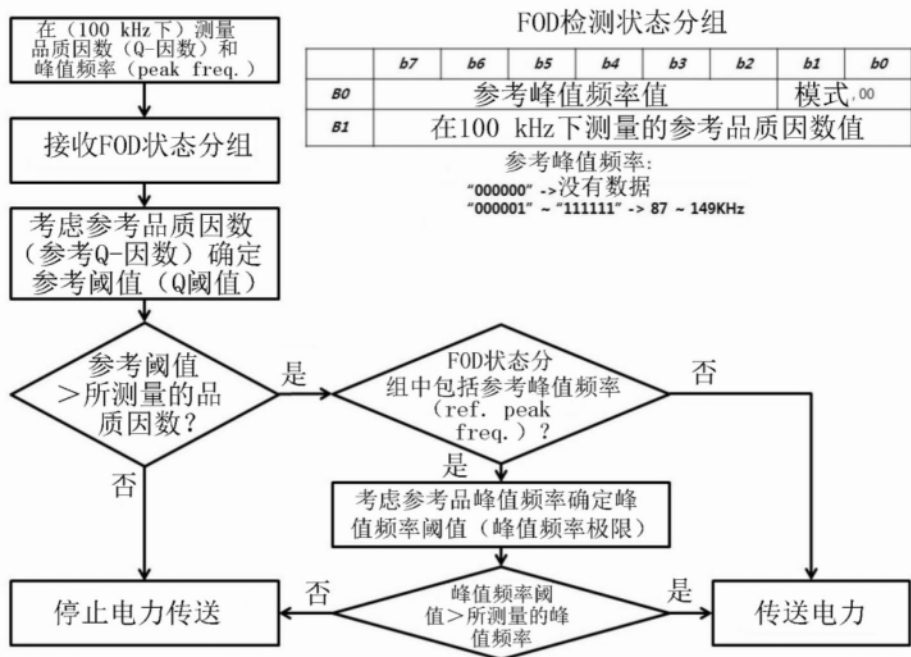 在（100 kHz下）测量
品质因数（Q-因数）和
峰值频率（peak freq.）
接收FOD状态分组
考虑参考品质因数
（参考Q-因数）确定
参考阈值（Q阈值）
参考阈值
＞所测量的品
质因数？
是
否
FOD检测状态分组
b7 b6 b5 b4 b3 b2 b1 b0
B0 参考峰值频率值 模式,00
B1 在100 kHz下测量的参考品质因数值
参考峰值频率:
“000000” ->没有数据
“000001” ~ “111111” -> 87 ~ 149KHz
FOD状态分
组中包括参考峰值频率
（ref. peak
freq.）？
否
是
考虑参考品峰值频率确定峰
值频率阈值（峰值频率极限）
峰值频率阈
值＞所测量的峰
值频率
否
是
停止电力传送
传送电力